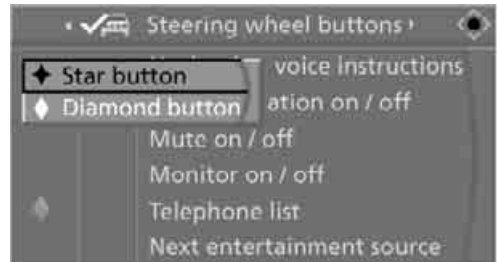 Steering wheel buttons
Star button
voice instructions
Diamond button
ation on / off
Mute on / off
Monitor on / off
Telephone list
Next entertainment source